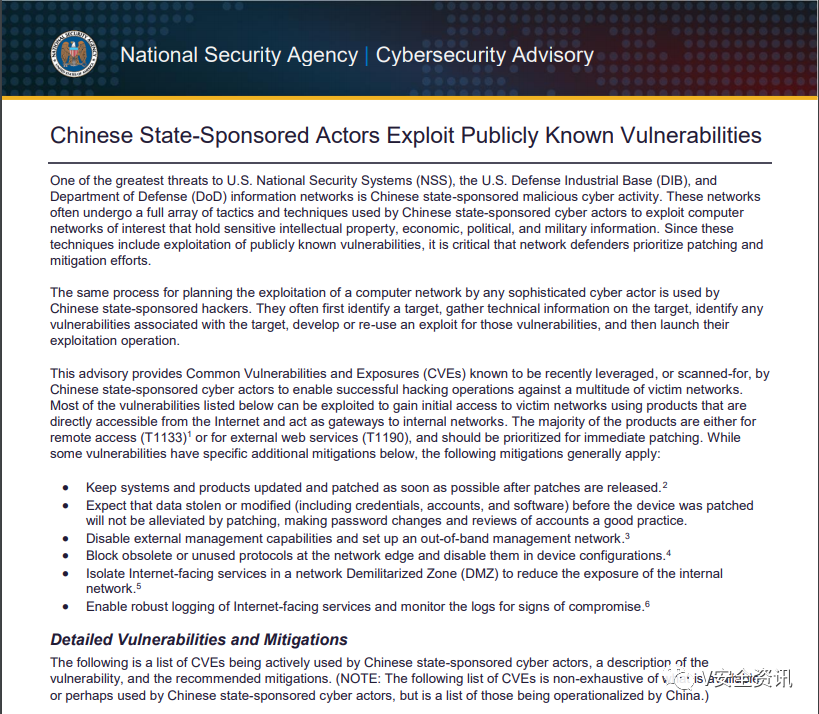 National Security Agency | Cybersecurity Advisory
Chinese State-Sponsored Actors Exploit Publicly Known Vulnerabilities
One of the greatest threats to U.S. National Security Systems (NSS), the U.S. Defense Industrial Base (DIB), and
Department of Defense (DoD) information networks is Chinese state-sponsored malicious cyber activity. These networks
often undergo a full array of tactics and techniques used by Chinese state-sponsored cyber actors to exploit computer
networks of interest that hold sensitive intellectual property, economic, political, and military information. Since these
techniques include exploitation of publicly known vulnerabilities, it is critical that network defenders prioritize patching and
mitigation efforts.
The same process for planning the exploitation of a computer network by any sophisticated cyber actor is used by
Chinese state-sponsored hackers. They often first identify a target, gather technical information on the target, identify any
vulnerabilities associated with the target, develop or re-use an exploit for those vulnerabilities, and then launch their
exploitation operation.
This advisory provides Common Vulnerabilities and Exposures (CVEs) known to be recently leveraged, or scanned-for, by
Chinese state-sponsored cyber actors to enable successful hacking operations against a multitude of victim networks.
Most of the vulnerabilities listed below can be exploited to gain initial access to victim networks using products that are
directly accessible from the Internet and act as gateways to internal networks. The majority of the products are either for
remote access (T1133)¹ or for external web services (T1190), and should be prioritized for immediate patching. While
some vulnerabilities have specific additional mitigations below, the following mitigations generally apply:
• Keep systems and products updated and patched as soon as possible after patches are released.²
• Expect that data stolen or modified (including credentials, accounts, and software) before the device was patched
will not be alleviated by patching, making password changes and reviews of accounts a good practice.
• Disable external management capabilities and set up an out-of-band management network.³
• Block obsolete or unused protocols at the network edge and disable them in device configurations.⁴
• Isolate Internet-facing services in a network Demilitarized Zone (DMZ) to reduce the exposure of the internal
network.⁵
• Enable robust logging of Internet-facing services and monitor the logs for signs of compromise.⁶
Detailed Vulnerabilities and Mitigations
The following is a list of CVEs being actively used by Chinese state-sponsored cyber actors, a description of the
vulnerability, and the recommended mitigations. (NOTE: The following list of CVEs is non-exhaustive of
or perhaps used by Chinese state-sponsored cyber actors, but is a list of those being operationalized by China.)
V安全资讯